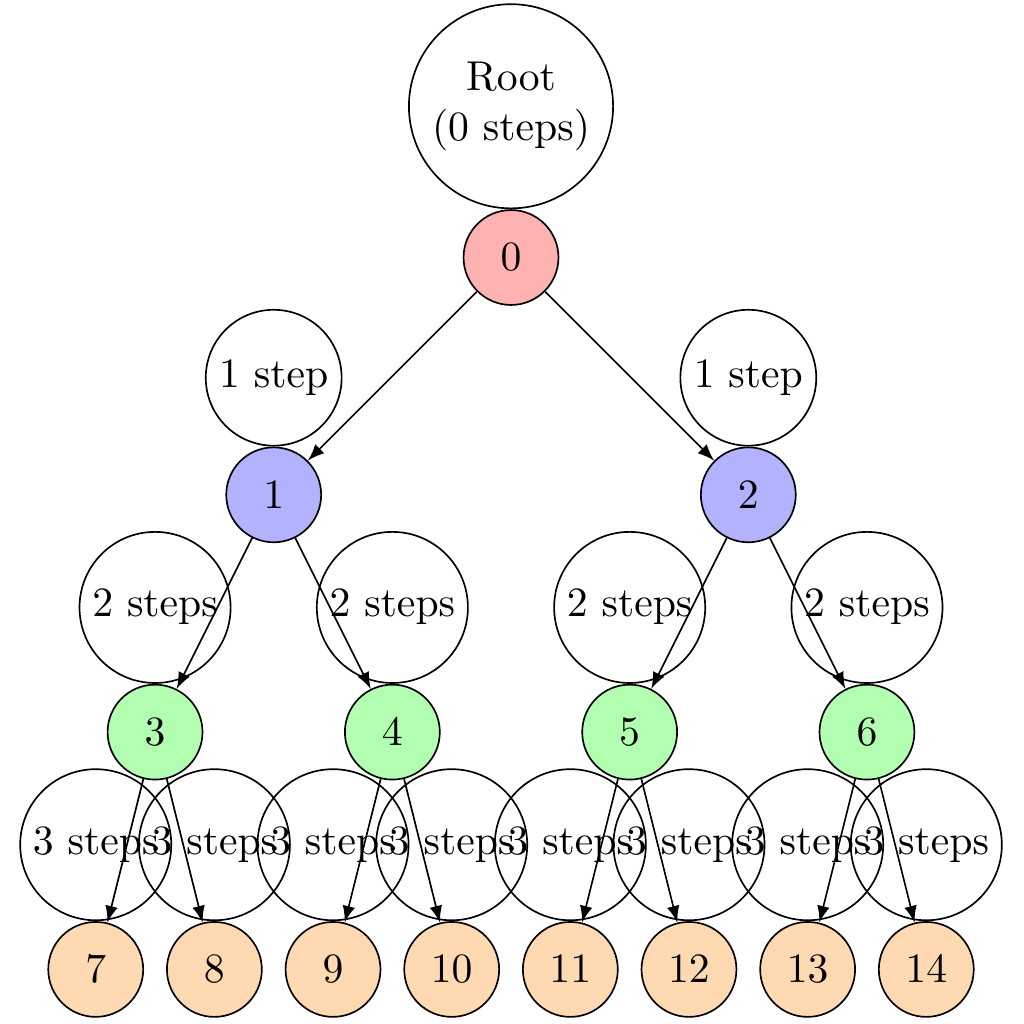 Root
(0 steps)
0
1 step
1 step
1
2
2 steps
2 steps
2 steps
2 steps
3
4
5
6
3 steps
3 steps
3 steps
3 steps
3 steps
3 steps
3 steps
3 steps
7
8
9
10
11
12
13
14